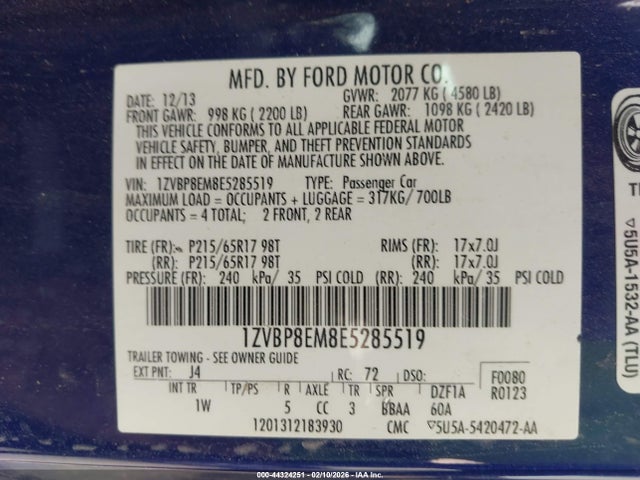 MFD. BY FORD MOTOR CO.
DATE: 12/13 GVWR: 2077 KG (4580 LB)
FRONT GAWR: 998 KG (2200 LB) REAR GAWR: 1098 KG (2420 LB)
THIS VEHICLE CONFORMS TO ALL APPLICABLE FEDERAL MOTOR
VEHICLE SAFETY, BUMPER, AND THEFT PREVENTION STANDARDS
IN EFFECT ON THE DATE OF MANUFACTURE SHOWN ABOVE.
VIN: 1ZVBP8EM8E5285519 TYPE: Passenger Car
MAXIMUM LOAD = OCCUPANTS + LUGGAGE = 317KG/700LB
OCCUPANTS = 4 TOTAL; 2 FRONT, 2 REAR
TIRE (FR): P215/65R17 98T RIMS (FR): 17x7.0J
(RR): P215/65R17 98T (RR): 17x7.0J
PRESSURE (FR): 240 kPa/ 35 PSI COLD (RR): 240 kPa/ 35 PSI COLD
1ZVBP8EM8E5285519
TRAILER TOWING - SEE OWNER GUIDE
EXT PNT: J4 RC: 72 DSO: F0080
INT TR TP/PS R AXLE TR SPR DZF1A R0123
1W 5 CC 3 BBAA 60A
1201312183930 CMC ▽5U5A-5420472-AA
▽5U5A-1532-AA (TLU)
000-44324251 - 02/10/2026 - IAAI.COM